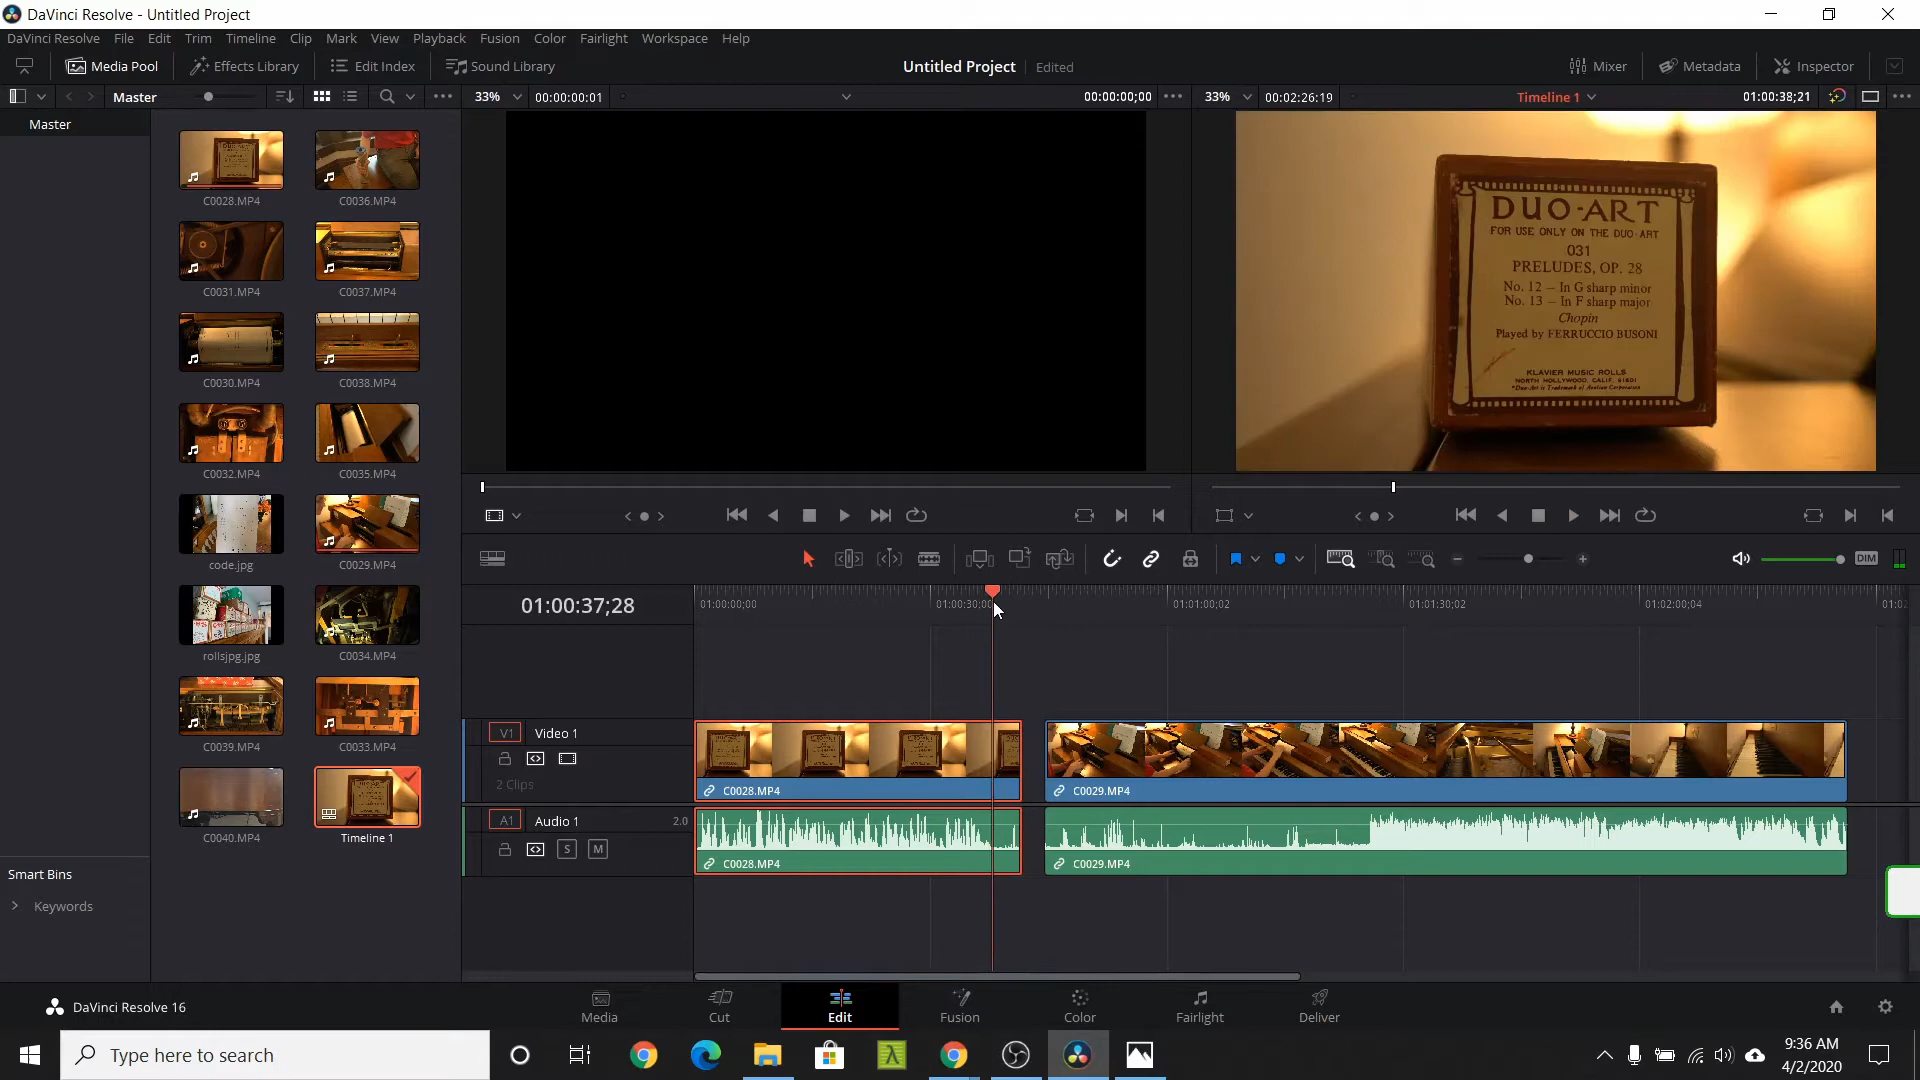 DaVinci Resolve - Untitled Project
DaVinci Resolve File Edit Trim Timeline Clip Mark View Playback Fusion Color Fairlight Workspace Help
Media Pool Effects Library Edit Index Sound Library Untitled Project Edited Mixer Metadata Inspector
Master 33% 00:00:00:01 00:00:00;00 33% 00:02:26:19 Timeline 1 01:00:38;21
Master
C0028.MP4 C0036.MP4
C0031.MP4 C0037.MP4
C0030.MP4 C0038.MP4
C0032.MP4 C0035.MP4
code.jpg C0029.MP4
rollsjpg.jpg C0034.MP4
C0039.MP4 C0033.MP4
C0040.MP4 Timeline 1
Smart Bins
Keywords
DUO-ART
FOR USE ONLY ON THE DUO-ART
031
PRELUDES, OP. 28
No. 12 – In G sharp minor
No. 13 – In F sharp major
Chopin
Played by FERRUCCIO BUSONI
KLAVIER MUSIC ROLLS
NORTH HOLLYWOOD, CALIF. 91601
*Duo-Art is Trademark of Aeolian Corporation
DIM
01:00:37;28 01:00:00;00 01:00:30;00 01:01:00;02 01:01:30;02 01:02:00;04
V1 Video 1
2 Clips
C0028.MP4 C0029.MP4
A1 Audio 1 2.0
S M
C0028.MP4 C0029.MP4
DaVinci Resolve 16 Media Cut Edit Fusion Color Fairlight Deliver
Type here to search
9:36 AM
4/2/2020